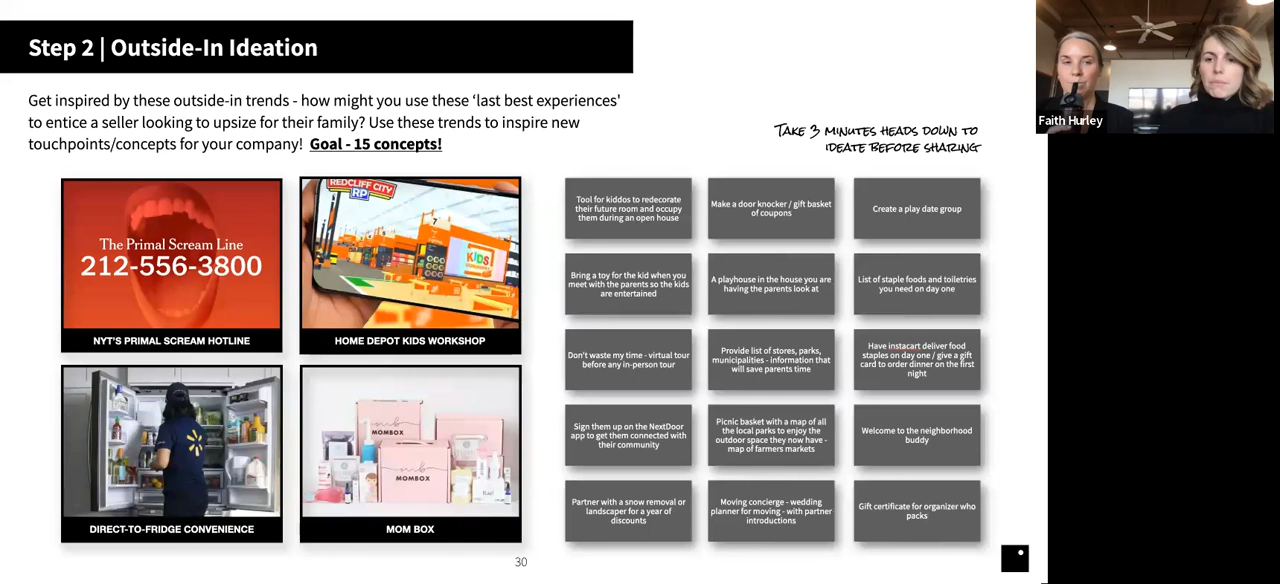 Step 2 | Outside-In Ideation
Faith Hurley
Get inspired by these outside-in trends - how might you use these ‘last best experiences'
to entice a seller looking to upsize for their family? Use these trends to inspire new
touchpoints/concepts for your company! Goal - 15 concepts!
TAKE 3 MINUTES HEADS DOWN TO
IDEATE BEFORE SHARING
The Primal Scream Line
212-556-3800
NYT'S PRIMAL SCREAM HOTLINE
REDCLIFF CITY
RP
7
KIDS
HOME DEPOT KIDS WORKSHOP
DIRECT-TO-FRIDGE CONVENIENCE
mb
MOMBOX
MOMBOX
MOM BOX
Tool for kiddos to redecorate
their future room and occupy
them during an open house
Make a door knocker / gift basket
of coupons
Create a play date group
Bring a toy for the kid when you
meet with the parents so the kids
are entertained
A playhouse in the house you are
having the parents look at
List of staple foods and toiletries
you need on day one
Don't waste my time - virtual tour
before any in-person tour
Provide list of stores, parks,
municipalities - information that
will save parents time
Have instacart deliver food
staples on day one / give a gift
card to order dinner on the first
night
Sign them up on the NextDoor
app to get them connected with
their community
Picnic basket with a map of all
the local parks to enjoy the
outdoor space they now have -
map of farmers markets
Welcome to the neighborhood
buddy
Partner with a snow removal or
landscaper for a year of
discounts
Moving concierge - wedding
planner for moving - with partner
introductions
Gift certificate for organizer who
packs
30